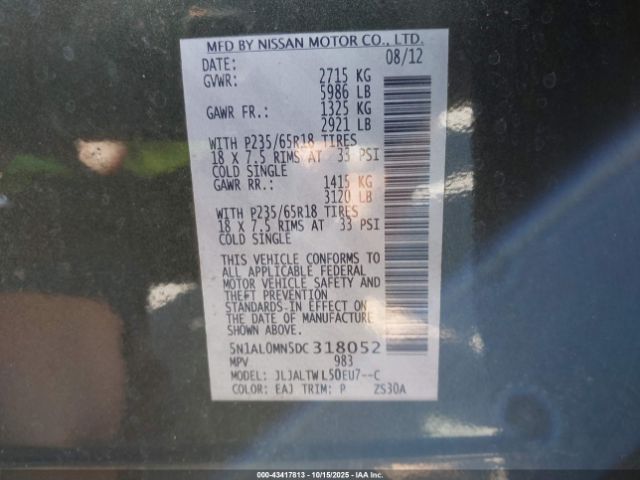 MFD BY NISSAN MOTOR CO., LTD.
DATE: 08/12
GVWR: 2715 KG
5986 LB
GAWR FR.: 1325 KG
2921 LB
WITH P235/65R18 TIRES
18 X 7.5 RIMS AT 33 PSI
COLD SINGLE
GAWR RR.: 1415 KG
3120 LB
WITH P235/65R18 TIRES
18 X 7.5 RIMS AT 33 PSI
COLD SINGLE
THIS VEHICLE CONFORMS TO
ALL APPLICABLE FEDERAL
MOTOR VEHICLE SAFETY AND
THEFT PREVENTION
STANDARDS IN EFFECT ON
THE DATE OF MANUFACTURE
SHOWN ABOVE.
5N1AL0MN5DC318052
MPV 983
MODEL: JLJALTWL50EU7--C
COLOR: EAJ TRIM: P ZS30A
000-43417813 - 10/15/2025 - IAAI.COM